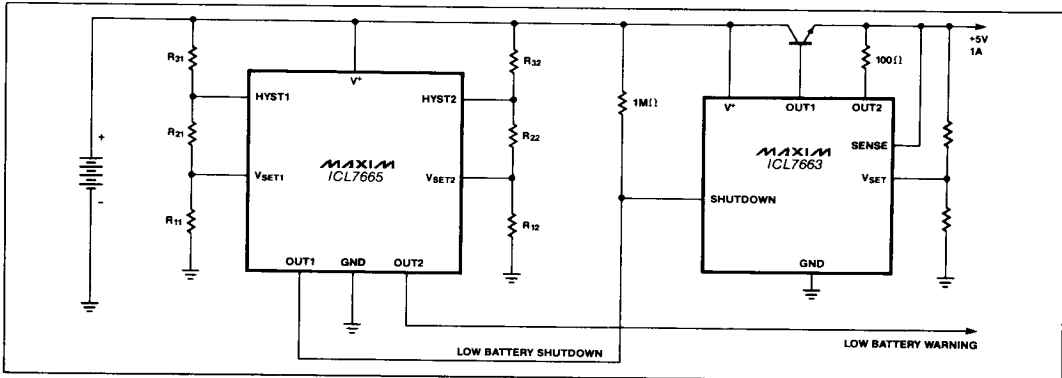 +5V
1A
R31
R32
100Ω
V+
HYST1
HYST2
1MΩ
V+
OUT1
OUT2
+
R21
R22
SENSE
MAXIM
ICL7665
MAXIM
ICL7663
VSET1
VSET2
VSET
-
SHUTDOWN
R11
R12
OUT1
GND
OUT2
GND
LOW BATTERY SHUTDOWN
LOW BATTERY WARNING